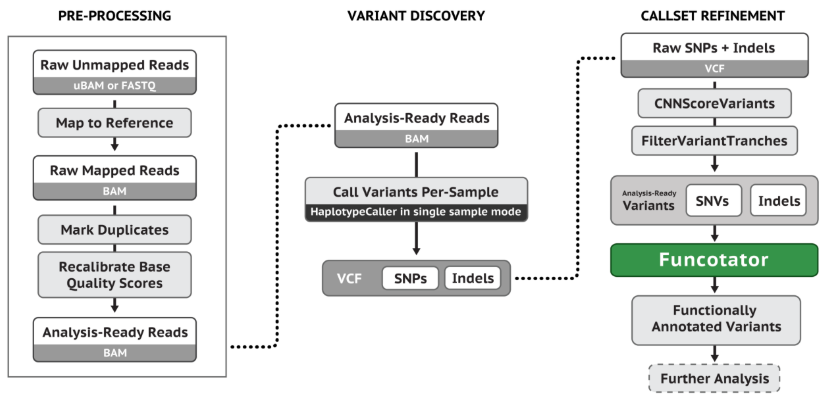 PRE-PROCESSING
Raw Unmapped Reads
uBAM or FASTQ
Map to Reference
Raw Mapped Reads
BAM
Mark Duplicates
Recalibrate Base
Quality Scores
Analysis-Ready Reads
BAM
VARIANT DISCOVERY
Analysis-Ready Reads
BAM
Call Variants Per-Sample
HaplotypeCaller in single sample mode
VCF SNPs Indels
CALLSET REFINEMENT
Raw SNPs + Indels
VCF
CNNScoreVariants
FilterVariantTranches
Analysis-Ready
Variants SNVs Indels
Funcotator
Functionally
Annotated Variants
Further Analysis